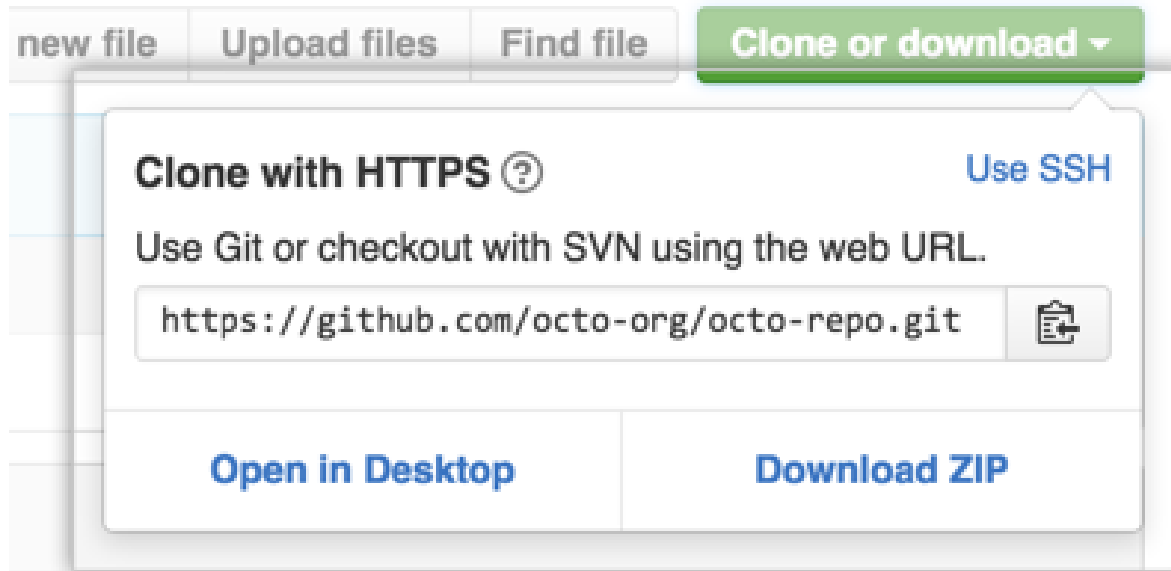 new file Upload files Find file Clone or download
Clone with HTTPS ? Use SSH
Use Git or checkout with SVN using the web URL.
https://github.com/octo-org/octo-repo.git
Open in Desktop Download ZIP